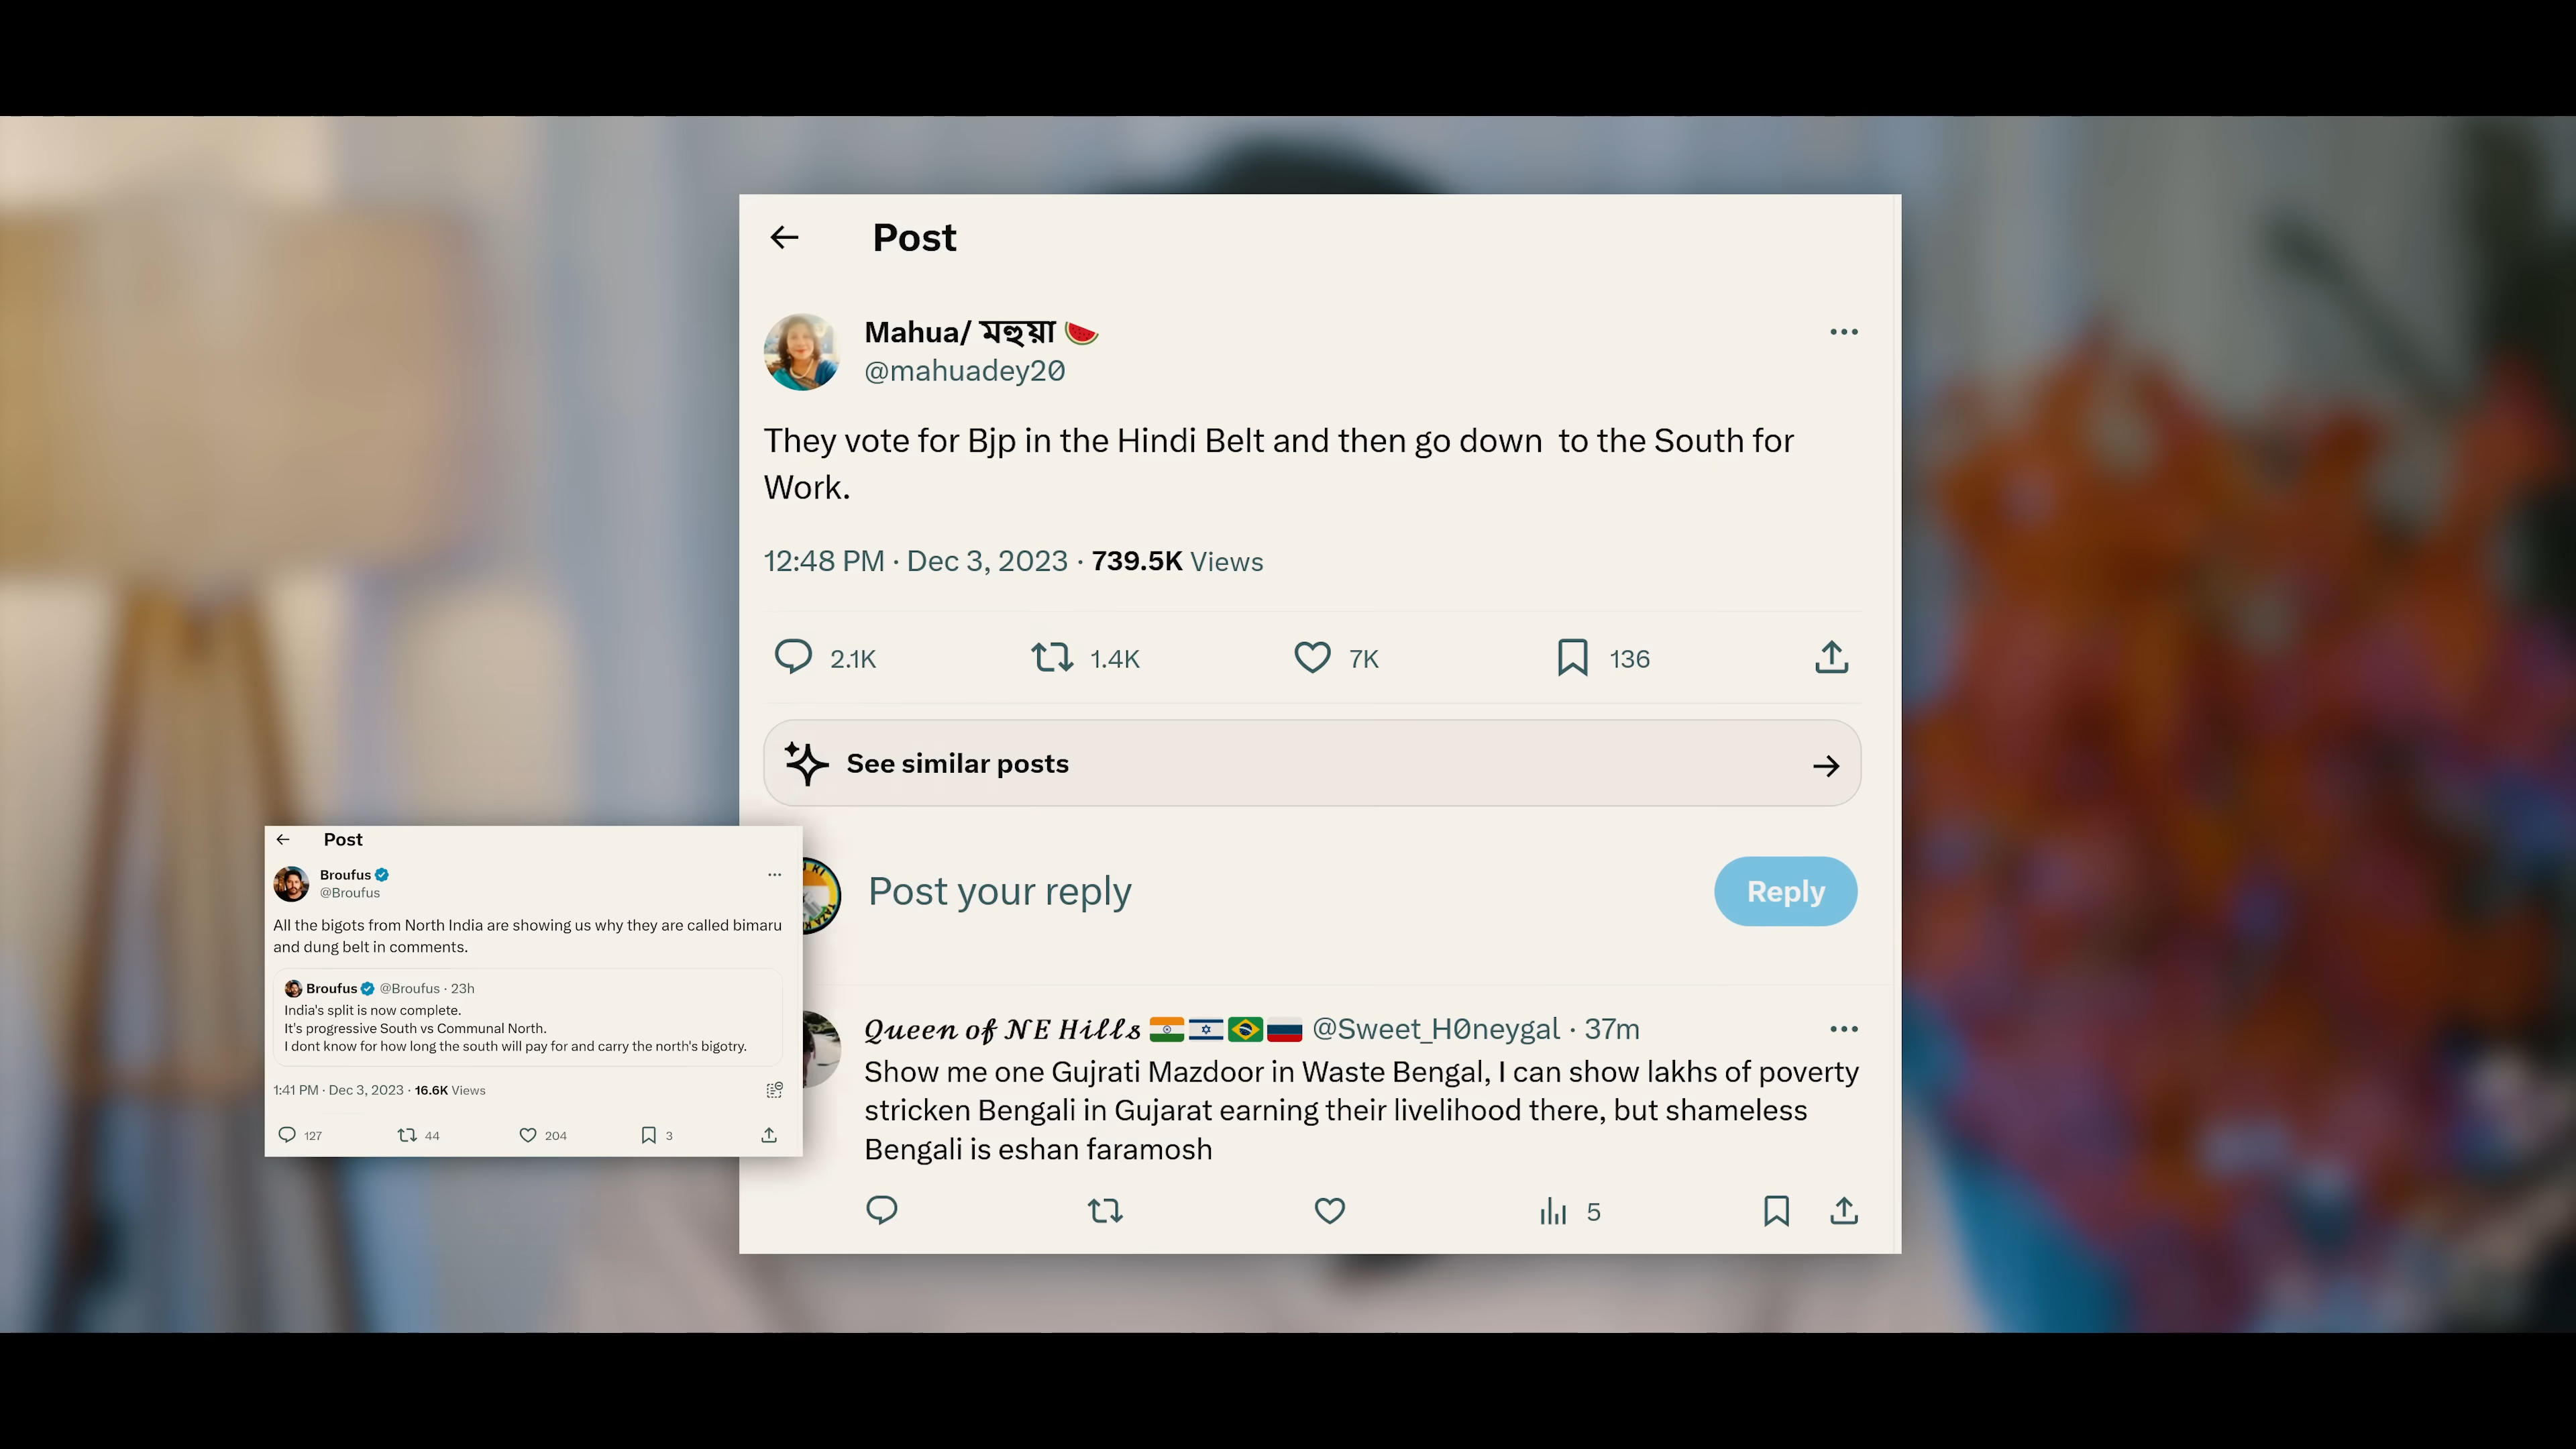 Post
Mahua/ মহুয়া 🍉
@mahuadey20
They vote for Bjp in the Hindi Belt and then go down  to the South for
Work.
12:48 PM · Dec 3, 2023 · 739.5K Views
2.1K 1.4K 7K 136
See similar posts
Post your reply
Reply
Queen of NE Hills 🇮🇳🇮🇱🇧🇷🇷🇺 @Sweet_H0neygal · 37m
Show me one Gujrati Mazdoor in Waste Bengal, I can show lakhs of poverty
stricken Bengali in Gujarat earning their livelihood there, but shameless
Bengali is eshan faramosh
5
Post
Broufus
@Broufus
All the bigots from North India are showing us why they are called bimaru
and dung belt in comments.
Broufus @Broufus · 23h
India's split is now complete.
It's progressive South vs Communal North.
I dont know for how long the south will pay for and carry the north's bigotry.
1:41 PM · Dec 3, 2023 · 16.6K Views
127 44 204 3